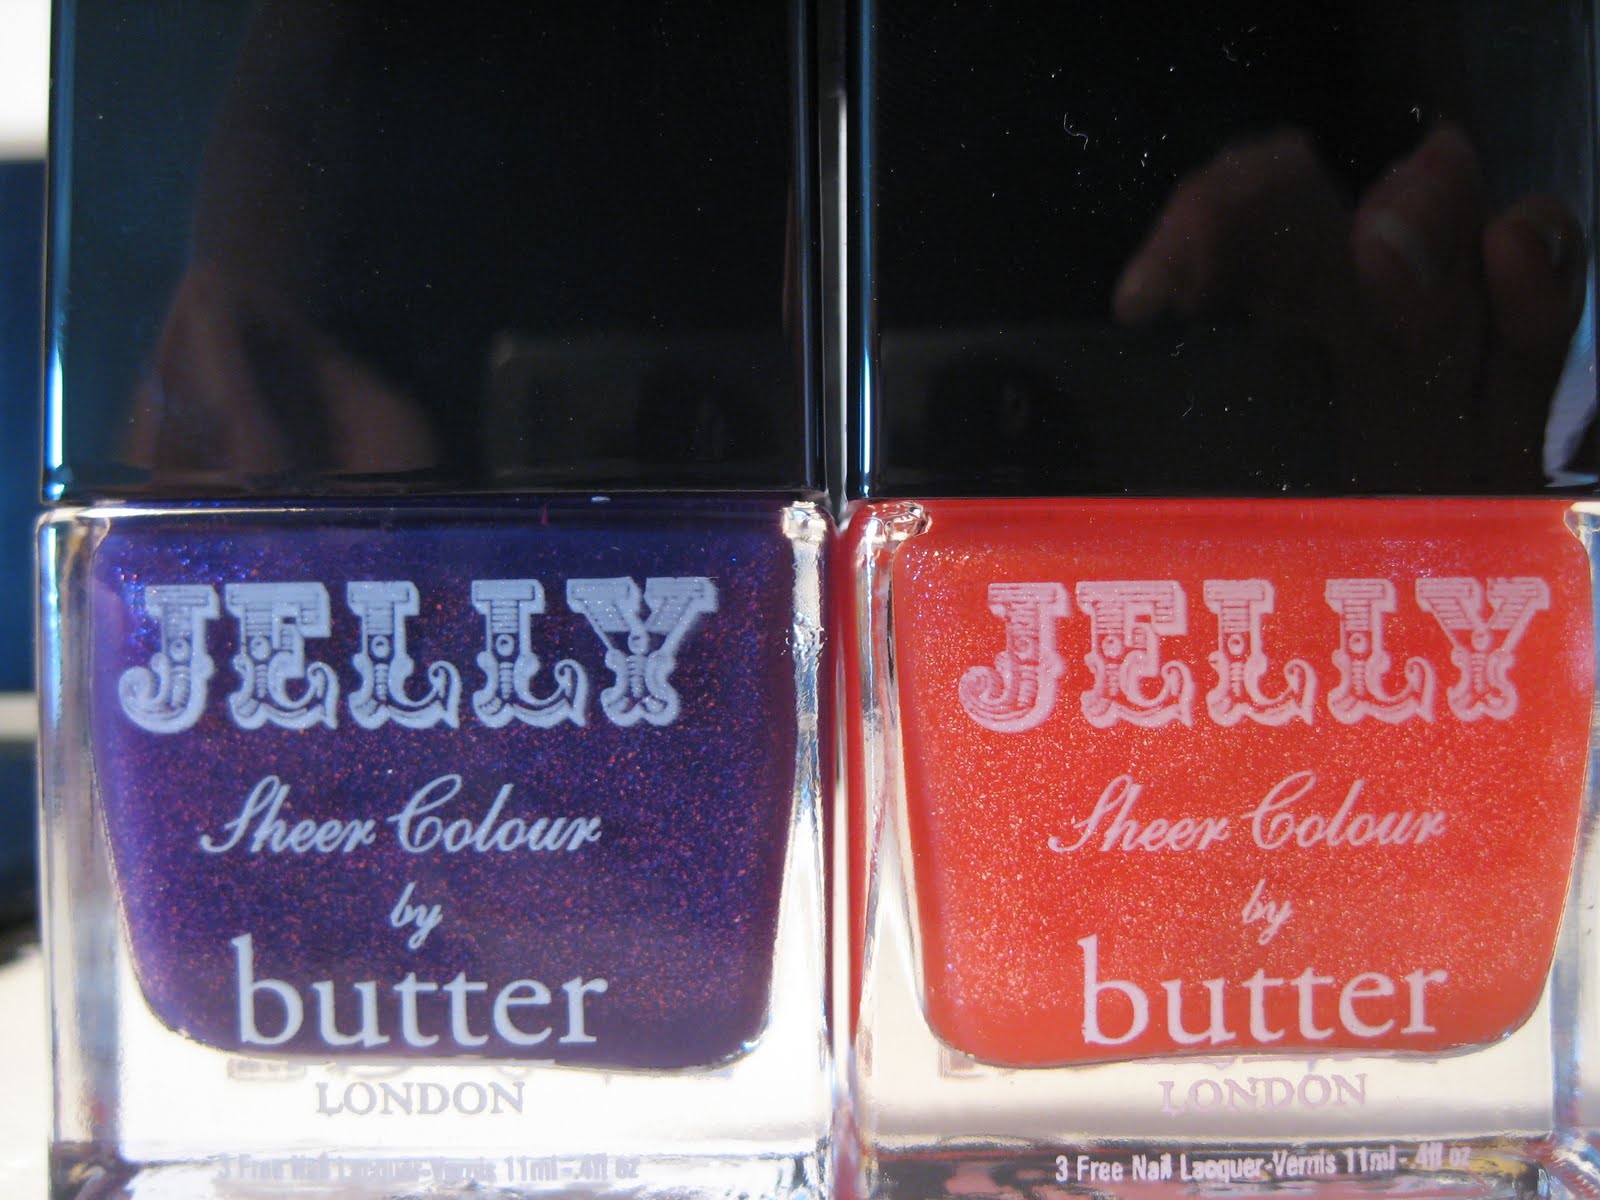 JELLY
Sheer Colour
by
butter
LONDON
3 Free Nail Lacquer-Vernis 11ml - .4fl oz
JELLY
Sheer Colour
by
butter
LONDON
3 Free Nail Lacquer-Vernis 11ml - .4fl oz